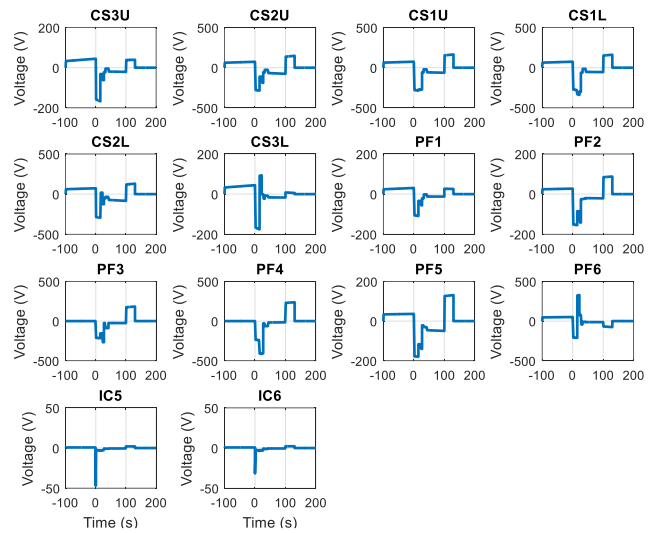 CS3U CS2U CS1U CS1L
Voltage (V) 200 0 -200 -100 0 100 200
Voltage (V) 500 0 -500 -100 0 100 200
Voltage (V) 500 0 -500 -100 0 100 200
Voltage (V) 500 0 -500 -100 0 100 200
CS2L CS3L PF1 PF2
Voltage (V) 500 0 -500 -100 0 100 200
Voltage (V) 200 0 -200 -100 0 100 200
Voltage (V) 200 0 -200 -100 0 100 200
Voltage (V) 200 0 -200 -100 0 100 200
PF3 PF4 PF5 PF6
Voltage (V) 500 0 -500 -100 0 100 200
Voltage (V) 500 0 -500 -100 0 100 200
Voltage (V) 200 0 -200 -100 0 100 200
Voltage (V) 500 0 -500 -100 0 100 200
IC5 IC6
Voltage (V) 50 0 -50 -100 0 100 200
Voltage (V) 50 0 -50 -100 0 100 200
Time (s) Time (s)